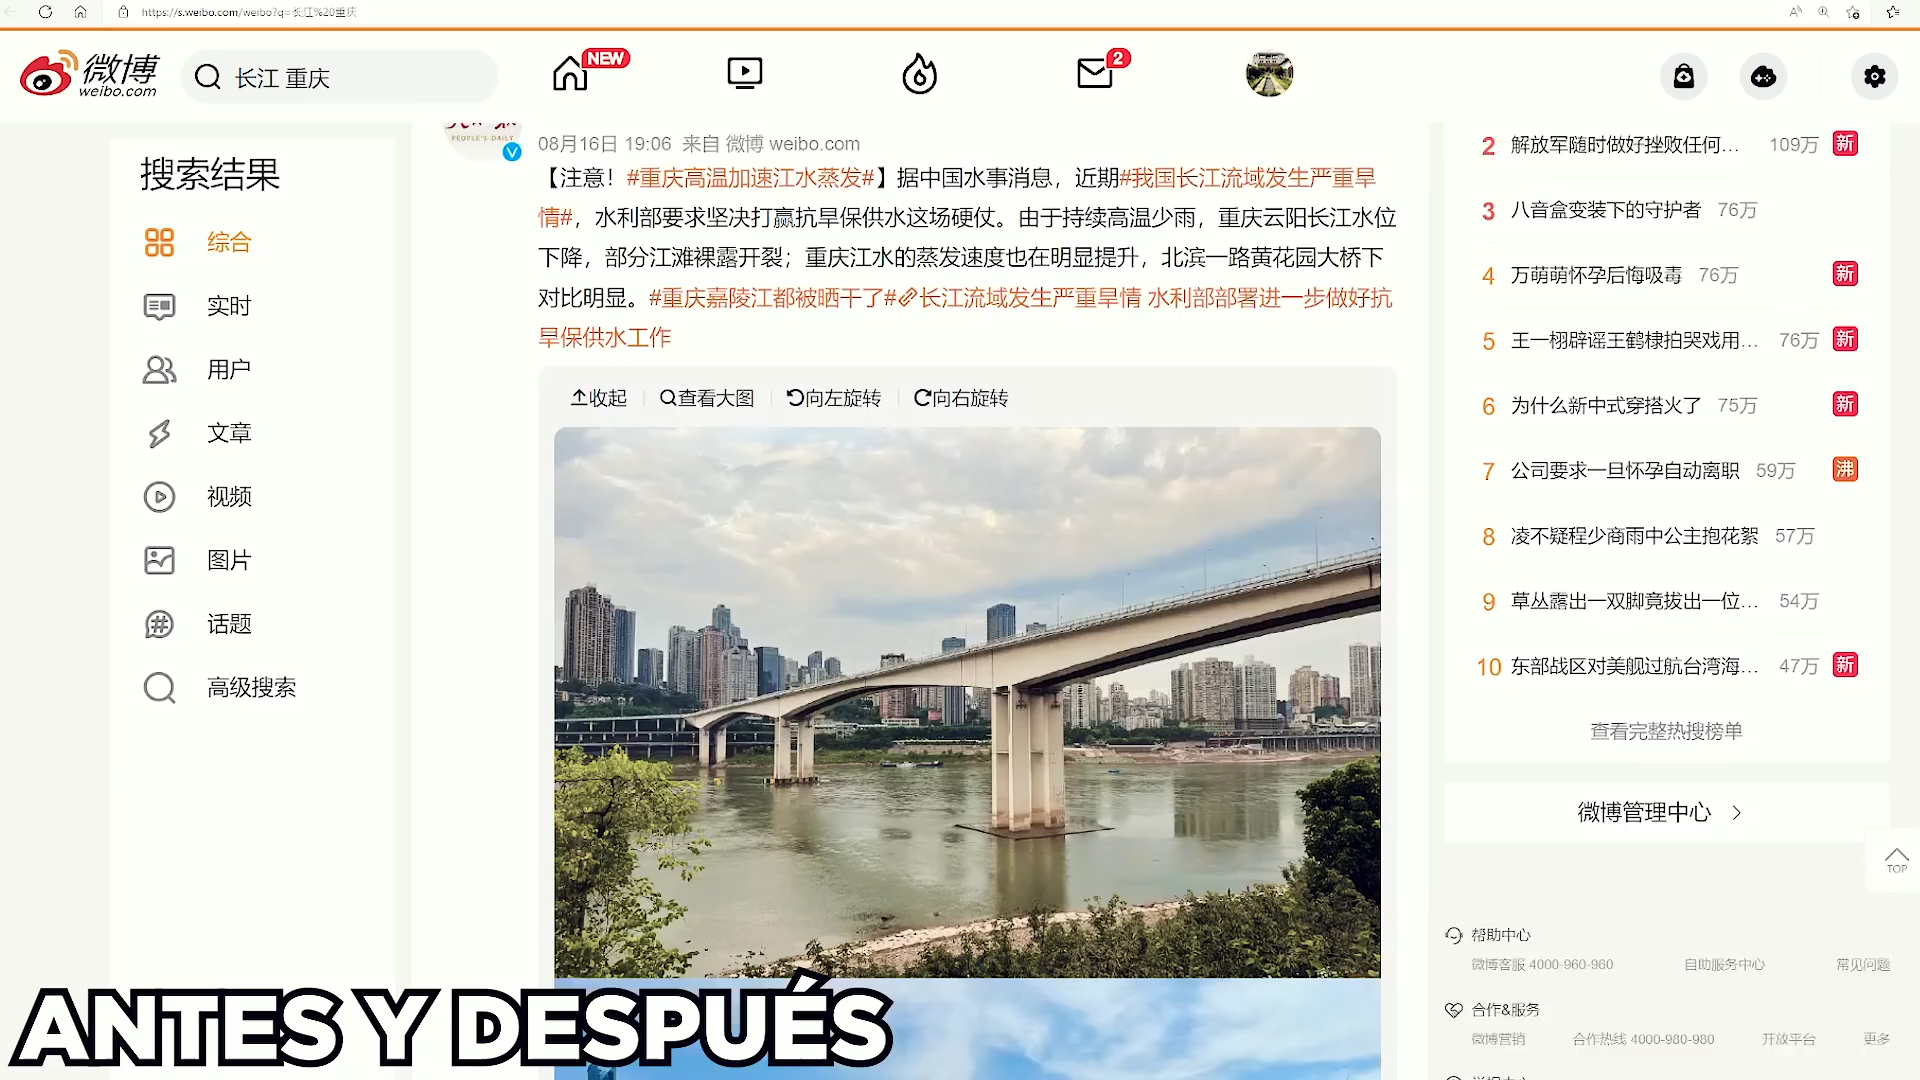 https://s.weibo.com/weibo?q=长江%20重庆
微博
weibo.com
长江 重庆
NEW
2
搜索结果
综合
实时
用户
文章
视频
图片
话题
高级搜索
PEOPLE'S DAILY
08月16日 19:06 来自 微博 weibo.com
【注意！#重庆高温加速江水蒸发#】据中国水事消息，近期#我国长江流域发生严重旱
情#，水利部要求坚决打赢抗旱保供水这场硬仗。由于持续高温少雨，重庆云阳长江水位
下降，部分江滩裸露开裂；重庆江水的蒸发速度也在明显提升，北滨一路黄花园大桥下
对比明显。#重庆嘉陵江都被晒干了#长江流域发生严重旱情 水利部部署进一步做好抗
旱保供水工作
收起 查看大图 向左旋转 向右旋转
2 解放军随时做好挫败任何... 109万 新
3 八音盒变装下的守护者 76万
4 万萌萌怀孕后悔吸毒 76万 新
5 王一栩辟谣王鹤棣拍哭戏用... 76万 新
6 为什么新中式穿搭火了 75万 新
7 公司要求一旦怀孕自动离职 59万 沸
8 凌不疑程少商雨中公主抱花絮 57万
9 草丛露出一双脚竟拔出一位... 54万
10 东部战区对美舰过航台湾海... 47万 新
查看完整热搜榜单
微博管理中心
TOP
帮助中心
微博客服 4000-960-960 自助服务中心 常见问题
合作&服务
微博营销 合作热线 4000-980-980 开放平台 更多
ANTES Y DESPUÉS